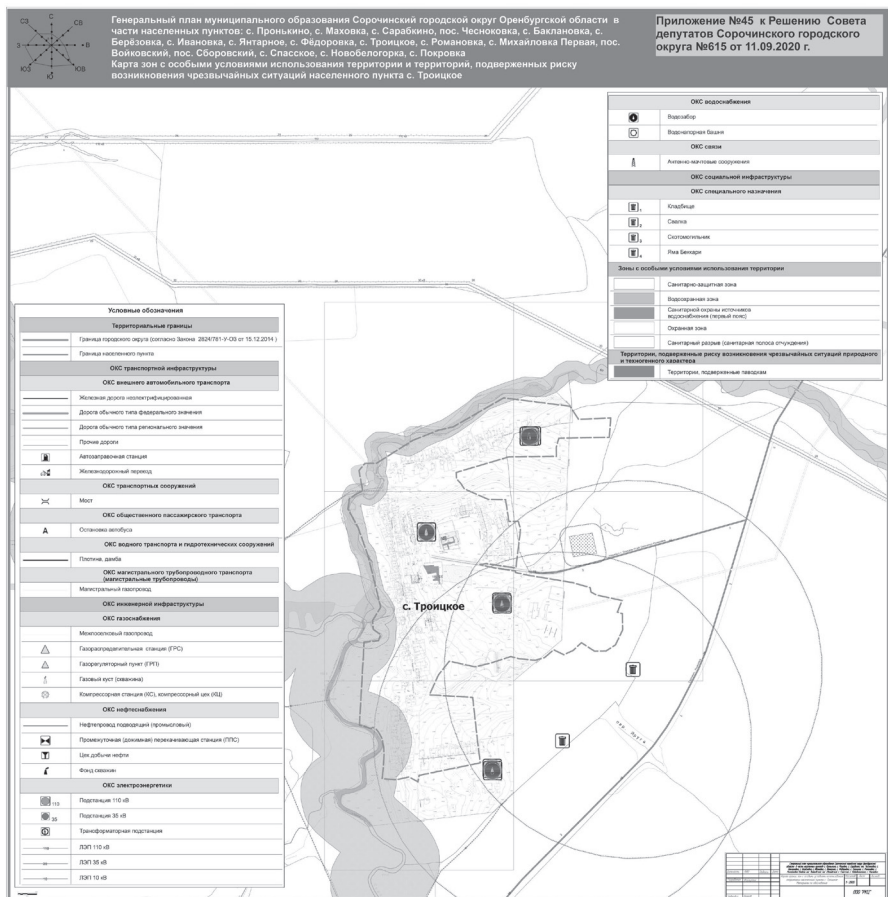 С
СВ
В
ЮВ
Ю
ЮЗ
З
СЗ
Генеральный план муниципального образования Сорочинский городской округ Оренбургской области в
части населенных пунктов: с. Пронькино, с. Маховка, с. Сарабкино, пос. Чесноковка, с. Баклановка, с.
Берёзовка, с. Ивановка, с. Янтарное, с. Фёдоровка, с. Троицкое, с. Романовка, с. Михайловка Первая, пос.
Войковский, пос. Сборовский, с. Спасское, с. Новобелогорка, с. Покровка
Карта зон с особыми условиями использования территории и территорий, подверженных риску
возникновения чрезвычайных ситуаций населенного пункта с. Троицкое
Приложение №45 к Решению Совета
депутатов Сорочинского городского
округа №615 от 11.09.2020 г.
ОКС водоснабжения
Водозабор
Водонапорная башня
ОКС связи
Антенно-мачтовые сооружения
ОКС социальной инфраструктуры
ОКС специального назначения
1 Кладбище
2 Свалка
3 Скотомогильник
4 Яма Беккари
Зоны с особыми условиями использования территории
Санитарно-защитная зона
Водоохранная зона
Санитарной охраны источников
водоснабжения (первый пояс)
Охранная зона
Санитарный разрыв (санитарная полоса отчуждения)
Территории, подверженные риску возникновения чрезвычайных ситуаций природного
и техногенного характера
Территории, подверженные паводкам
Условные обозначения
Территориальные границы
Граница городского округа (согласно Закона 2824/781-У-ОЗ от 15.12.2014 )
Граница населенного пункта
ОКС транспортной инфраструктуры
ОКС внешнего автомобильного транспорта
Железная дорога неэлектрифицированная
Дорога обычного типа федерального значения
Дорога обычного типа регионального значения
Прочие дороги
Автозаправочная станция
Железнодорожный переезд
ОКС транспортных сооружений
Мост
ОКС общественного пассажирского транспорта
А Остановка автобуса
ОКС водного транспорта и гидротехнических сооружений
Плотина, дамба
ОКС магистрального трубопроводного транспорта
(магистральные трубопроводы)
Магистральный газопровод
ОКС инженерной инфраструктуры
ОКС газоснабжения
Межпоселковый газопровод
Газораспределительная станция (ГРС)
Газорегуляторный пункт (ГРП)
Газовый куст (скважина)
Компрессорная станция (КС), компрессорный цех (КЦ)
ОКС нефтеснабжения
Нефтепровод подводящий (промысловый)
Промежуточная (дожимная) перекачивающая станция (ППС)
Цех добычи нефти
Фонд скважин
ОКС электроэнергетики
110 Подстанция 110 кВ
35 Подстанция 35 кВ
Трансформаторная подстанция
ЛЭП 110 кВ
ЛЭП 35 кВ
ЛЭП 10 кВ
с. Троицкое